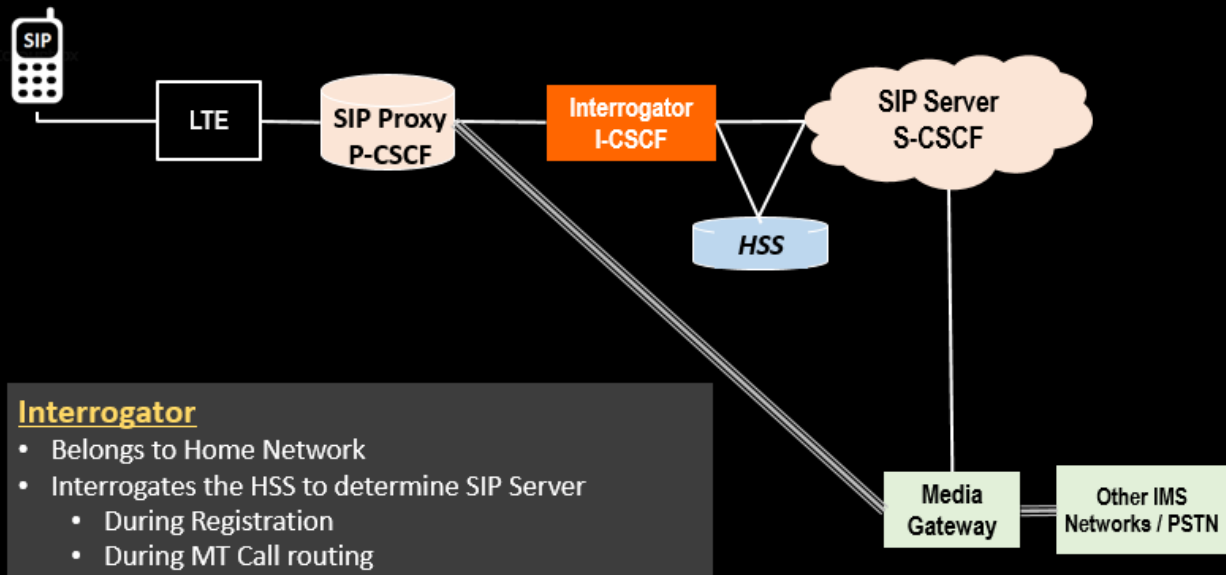 SIP
LTE
SIP Proxy
P-CSCF
Interrogator
I-CSCF
SIP Server
S-CSCF
HSS
Interrogator
• Belongs to Home Network
• Interrogates the HSS to determine SIP Server
• During Registration
• During MT Call routing
Media
Gateway
Other IMS
Networks / PSTN